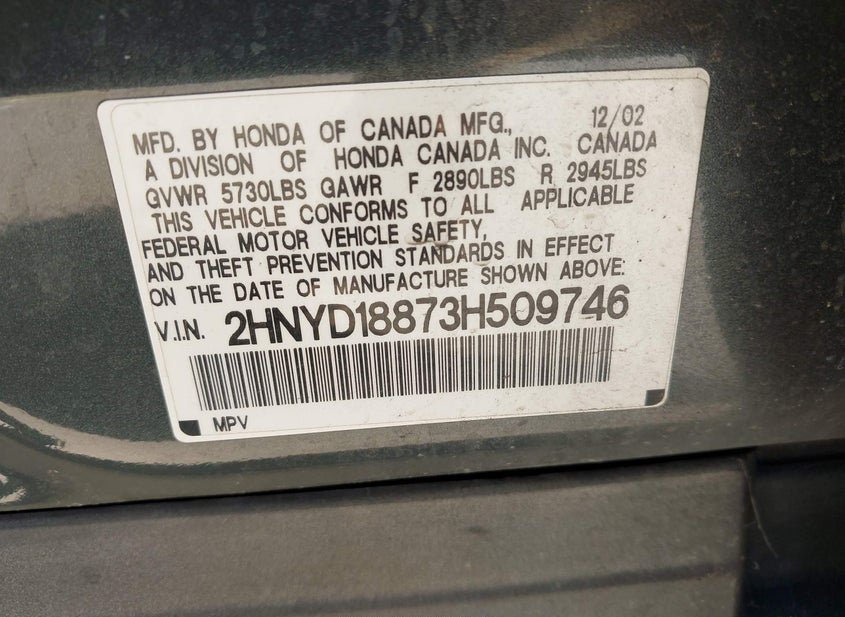 MFD. BY HONDA OF CANADA MFG., 12/02
A DIVISION OF HONDA CANADA INC. CANADA
GVWR 5730LBS GAWR F 2890LBS R 2945LBS
THIS VEHICLE CONFORMS TO ALL APPLICABLE
FEDERAL MOTOR VEHICLE SAFETY,
AND THEFT PREVENTION STANDARDS IN EFFECT
ON THE DATE OF MANUFACTURE SHOWN ABOVE:
V.I.N. 2HNYD18873H509746
MPV